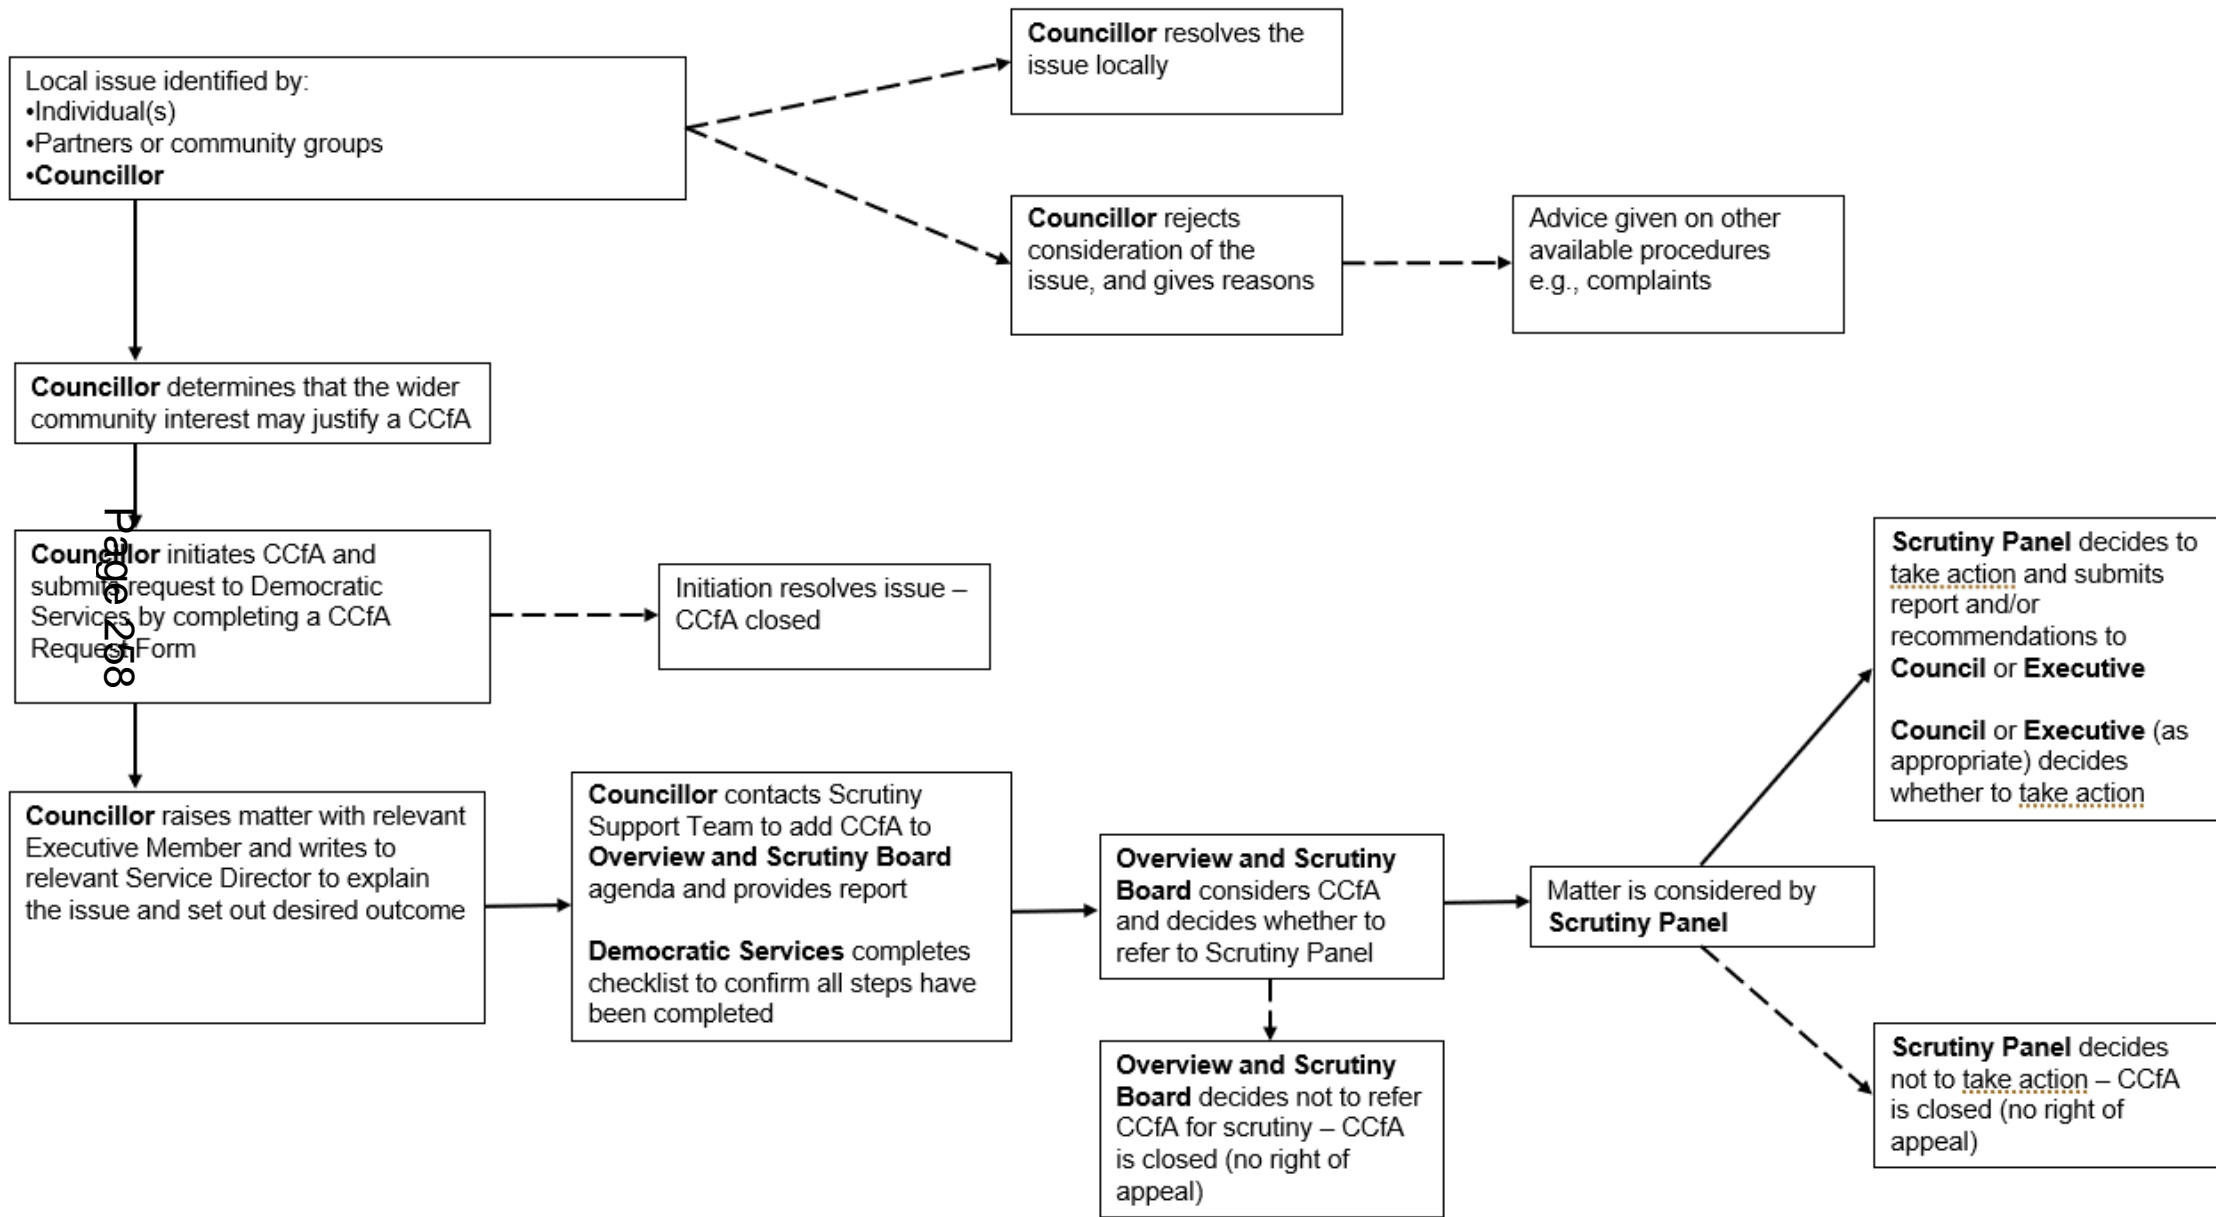 Local issue identified by:
•Individual(s)
•Partners or community groups
•Councillor
Councillor resolves the
issue locally
Councillor rejects
consideration of the
issue, and gives reasons
Advice given on other
available procedures
e.g., complaints
Councillor determines that the wider
community interest may justify a CCfA
Councillor initiates CCfA and
submits request to Democratic
Services by completing a CCfA
Request Form
Page 258
Initiation resolves issue –
CCfA closed
Councillor raises matter with relevant
Executive Member and writes to
relevant Service Director to explain
the issue and set out desired outcome
Councillor contacts Scrutiny
Support Team to add CCfA to
Overview and Scrutiny Board
agenda and provides report
Democratic Services completes
checklist to confirm all steps have
been completed
Overview and Scrutiny
Board considers CCfA
and decides whether to
refer to Scrutiny Panel
Overview and Scrutiny
Board decides not to refer
CCfA for scrutiny – CCfA
is closed (no right of
appeal)
Matter is considered by
Scrutiny Panel
Scrutiny Panel decides to
take action and submits
report and/or
recommendations to
Council or Executive
Council or Executive (as
appropriate) decides
whether to take action
Scrutiny Panel decides
not to take action – CCfA
is closed (no right of
appeal)